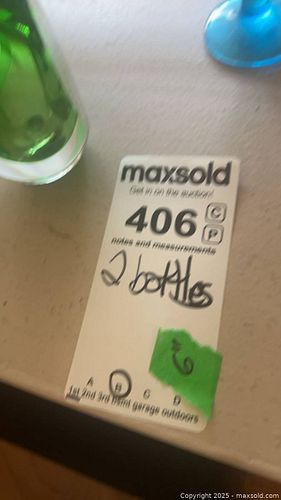 maxsold
Get in on the auction!
406 C
P
notes and measurements
2 bottles
6"
A B C D
1st 2nd 3rd bsmt garage outdoors
Copyright 2025 - maxsold.com